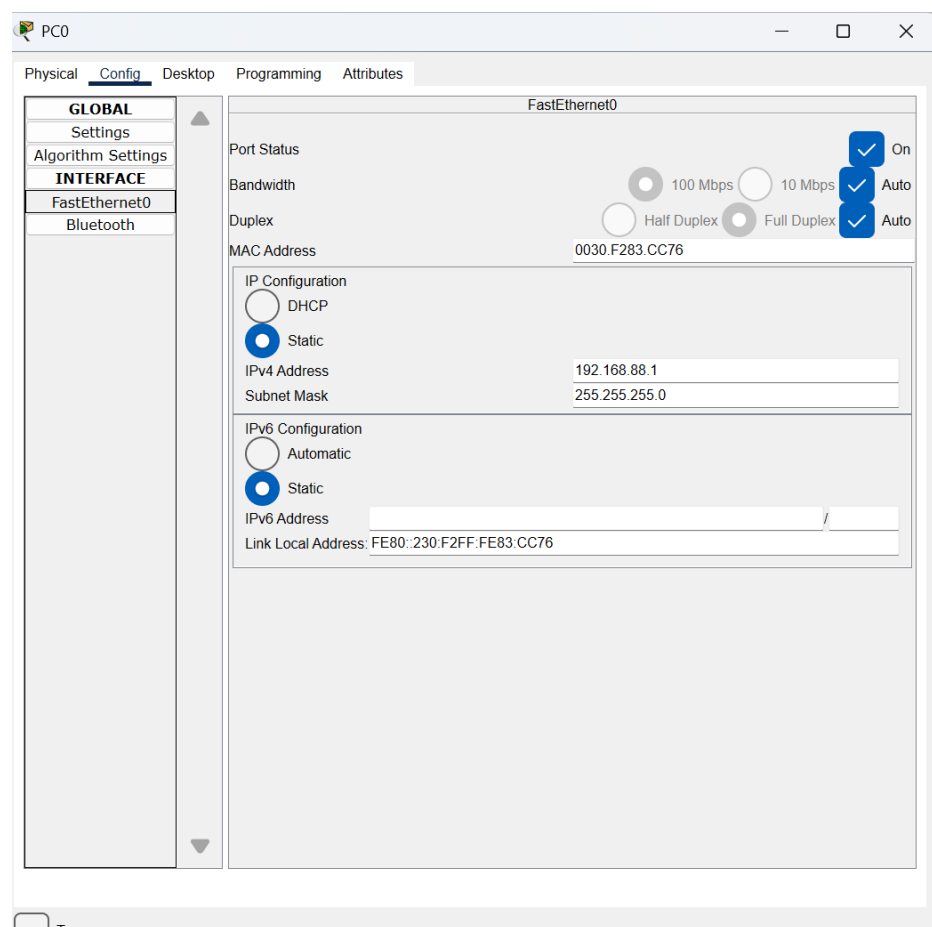 PC0
Physical Config Desktop Programming Attributes
GLOBAL
Settings
Algorithm Settings
INTERFACE
FastEthernet0
Bluetooth
FastEthernet0
Port Status On
Bandwidth 100 Mbps 10 Mbps Auto
Duplex Half Duplex Full Duplex Auto
MAC Address 0030.F283.CC76
IP Configuration
DHCP
Static
IPv4 Address 192.168.88.1
Subnet Mask 255.255.255.0
IPv6 Configuration
Automatic
Static
IPv6 Address /
Link Local Address: FE80::230:F2FF:FE83:CC76